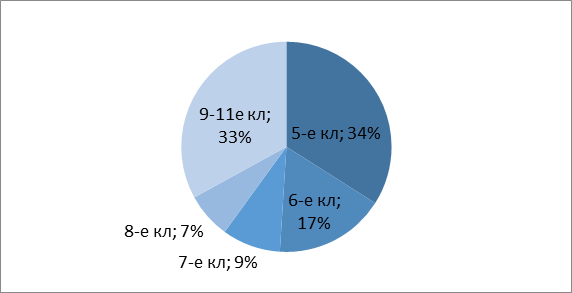 9-11е кл;
33%
5-е кл; 34%
6-е кл;
17%
8-е кл; 7%
7-е кл; 9%